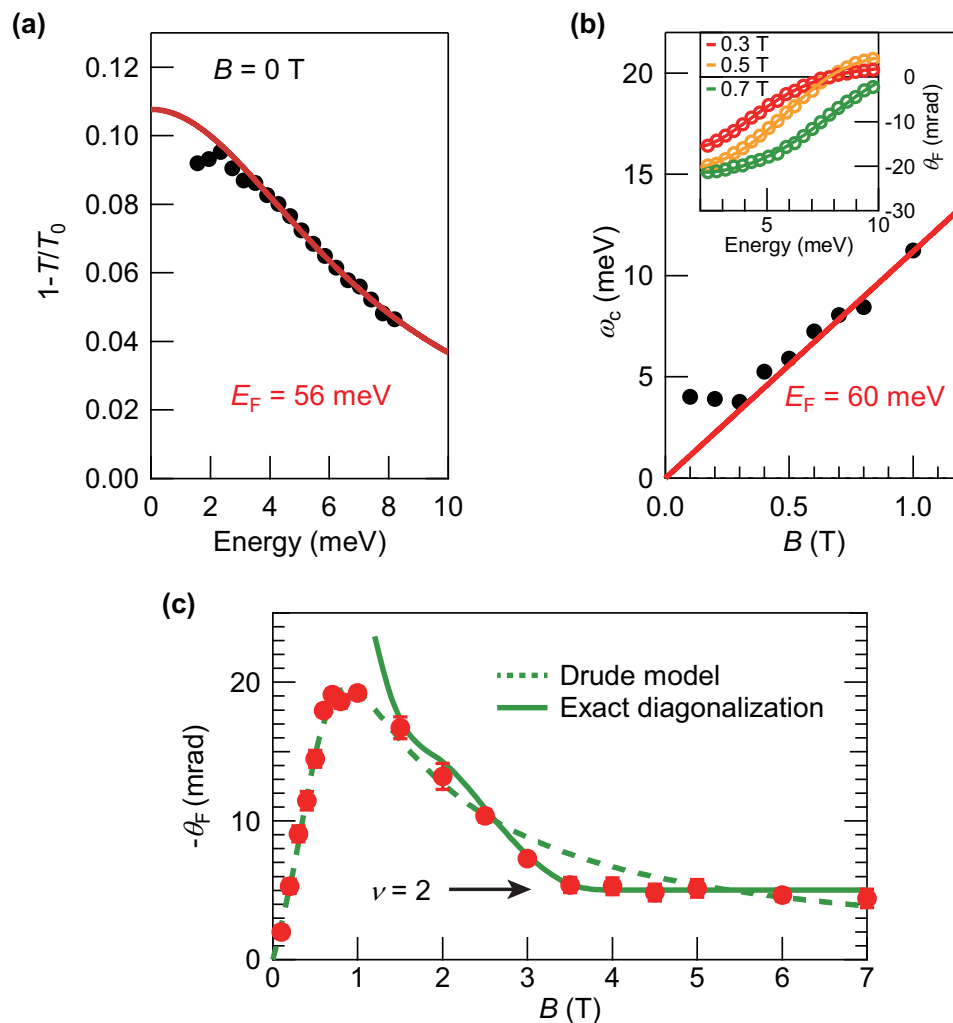 (a)
0.12
0.10
0.08
0.06
0.04
0.02
0.00
1-T/T0
B = 0 T
EF = 56 meV
0 2 4 6 8 10
Energy (meV)
(b)
20
15
10
5
0
ωc (meV)
0.3 T
0.5 T
0.7 T
0
-10
-20
-30
θF (mrad)
5 10
Energy (meV)
EF = 60 meV
0.0 0.5 1.0
B (T)
(c)
20
10
0
-θF (mrad)
Drude model
Exact diagonalization
ν = 2
0 1 2 3 4 5 6 7
B (T)